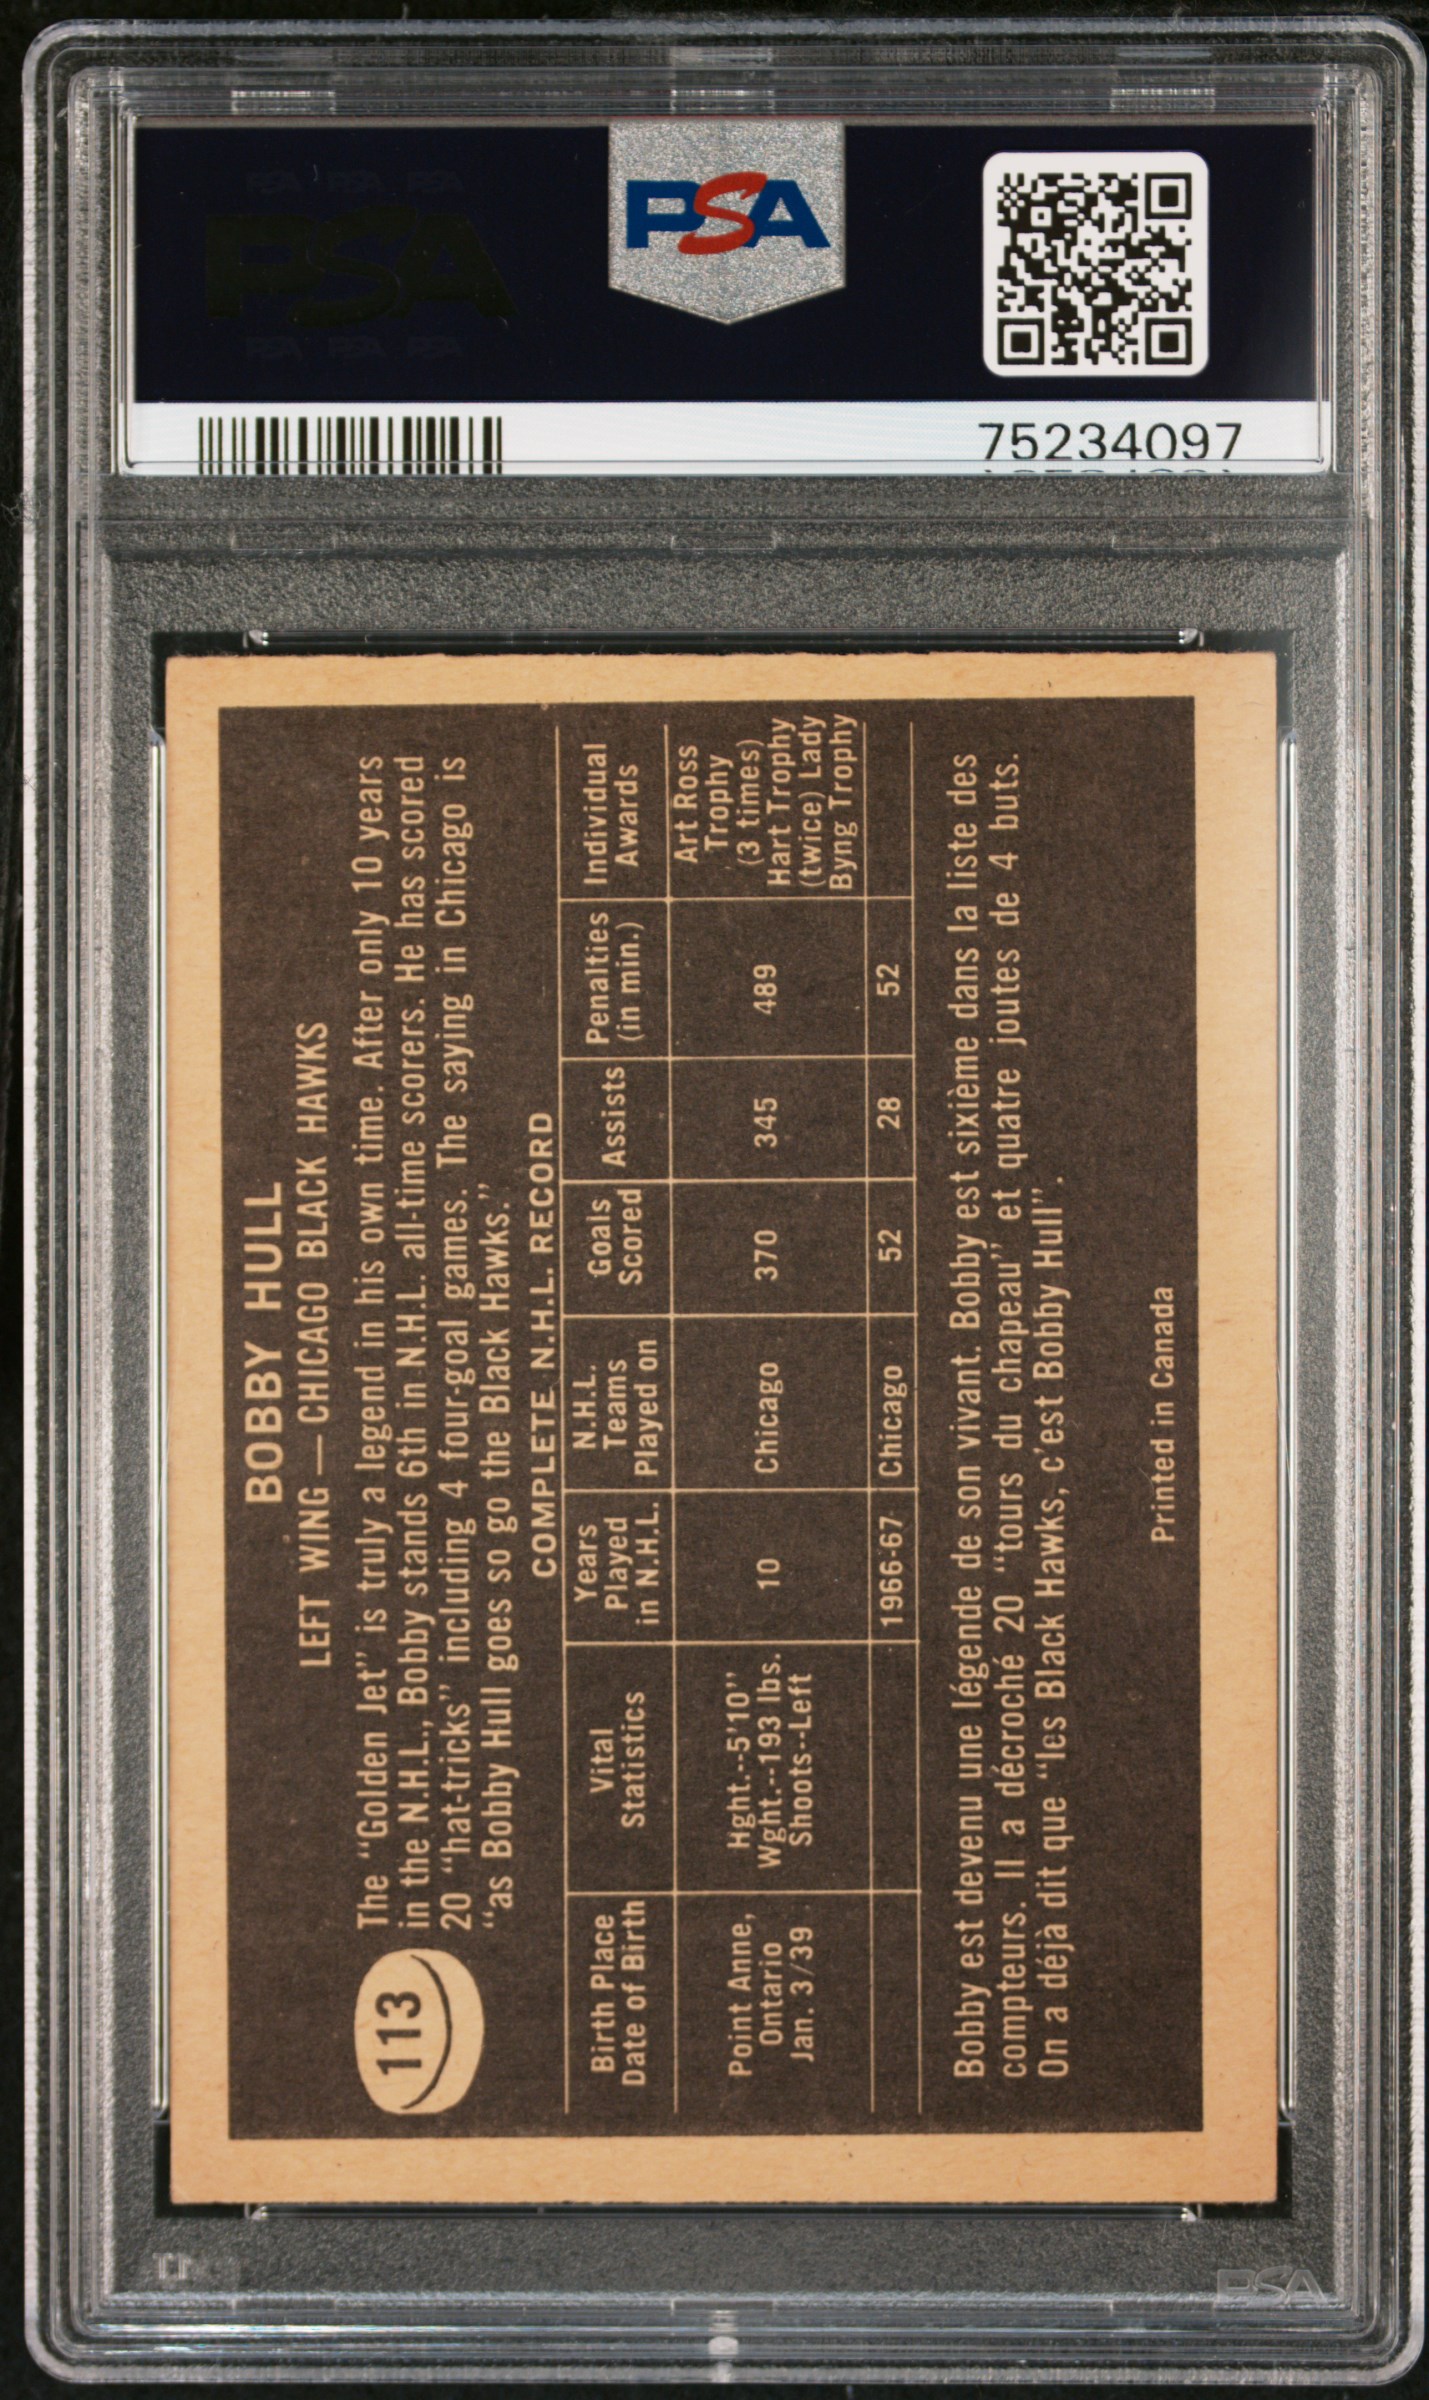 PSA
PSA
75234097
113
BOBBY HULL
LEFT WING — CHICAGO BLACK HAWKS
The "Golden Jet" is truly a legend in his own time. After only 10 years
in the N.H.L., Bobby stands 6th in N.H.L. all-time scorers. He has scored
20 "hat-tricks" including 4 four-goal games. The saying in Chicago is
"as Bobby Hull goes so go the Black Hawks."
COMPLETE N.H.L. RECORD
Birth Place
Date of Birth
Vital
Statistics
Years
Played
in N.H.L.
N.H.L.
Teams
Played on
Goals
Scored
Assists
Penalties
(in min.)
Individual
Awards
Point Anne,
Ontario
Jan. 3/39
Hght.--5'10"
Wght.--193 lbs.
Shoots--Left
10
Chicago
370
345
489
Art Ross
Trophy
(3 times)
Hart Trophy
(twice) Lady
Byng Trophy
1966-67
Chicago
52
28
52
Bobby est devenu une légende de son vivant. Bobby est sixième dans la liste des
compteurs. Il a décroché 20 "tours du chapeau" et quatre joutes de 4 buts.
On a déjà dit que "les Black Hawks, c'est Bobby Hull".
Printed in Canada
PSA